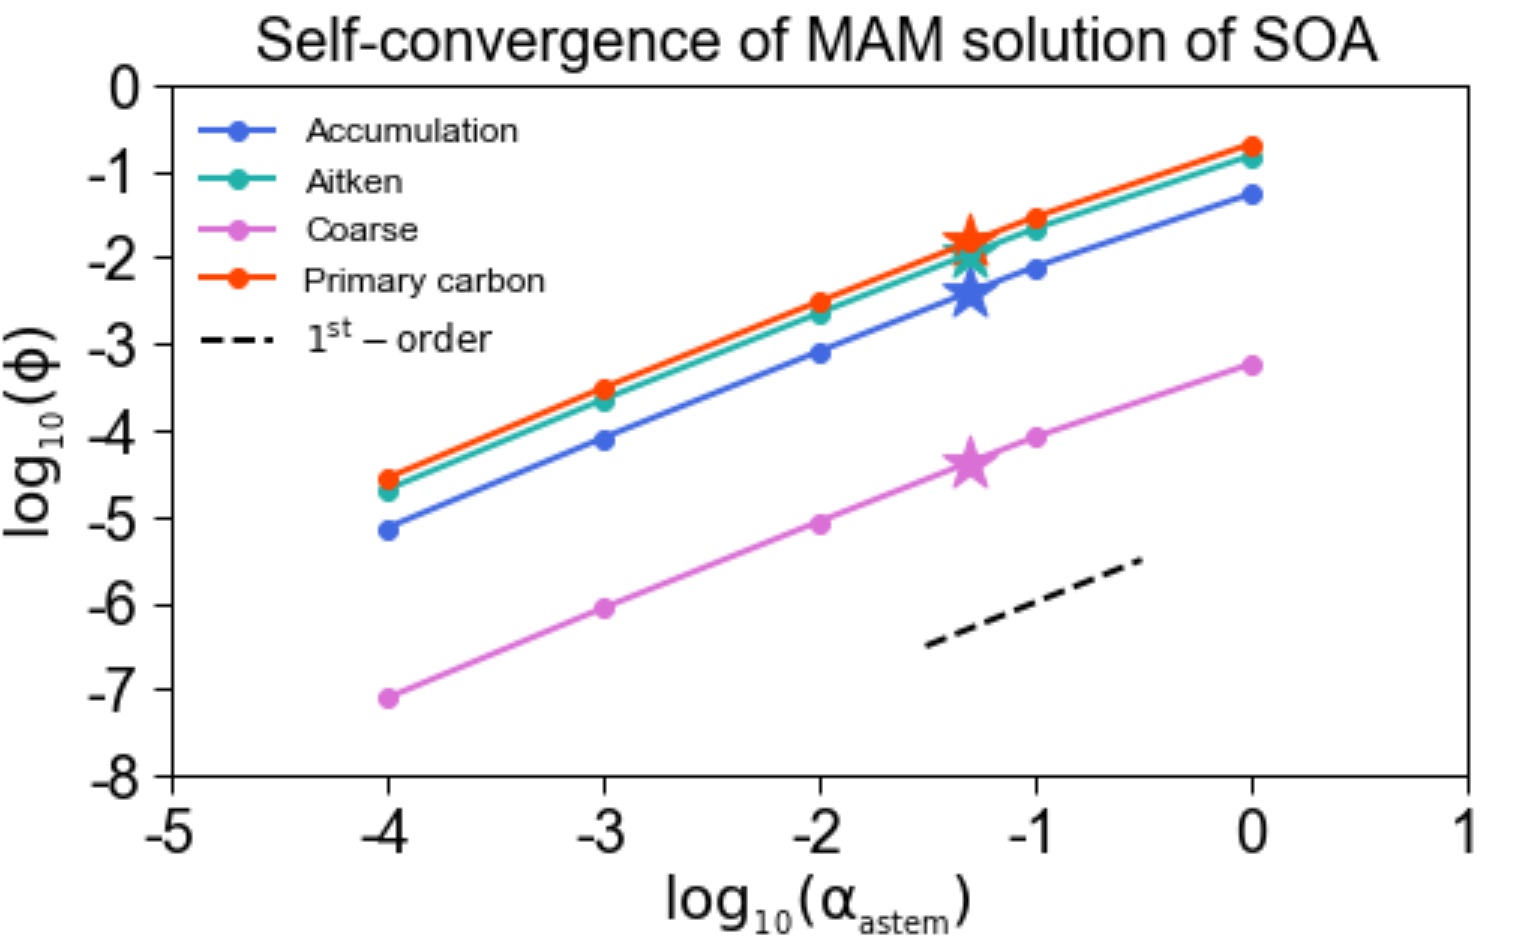 Self-convergence of MAM solution of SOA
0
-1
-2
-3
-4
-5
-6
-7
-8
log₁₀(ϕ)
Accumulation
Aitken
Coarse
Primary carbon
1ˢᵗ – order
-5 -4 -3 -2 -1 0 1
log₁₀(α_astem)